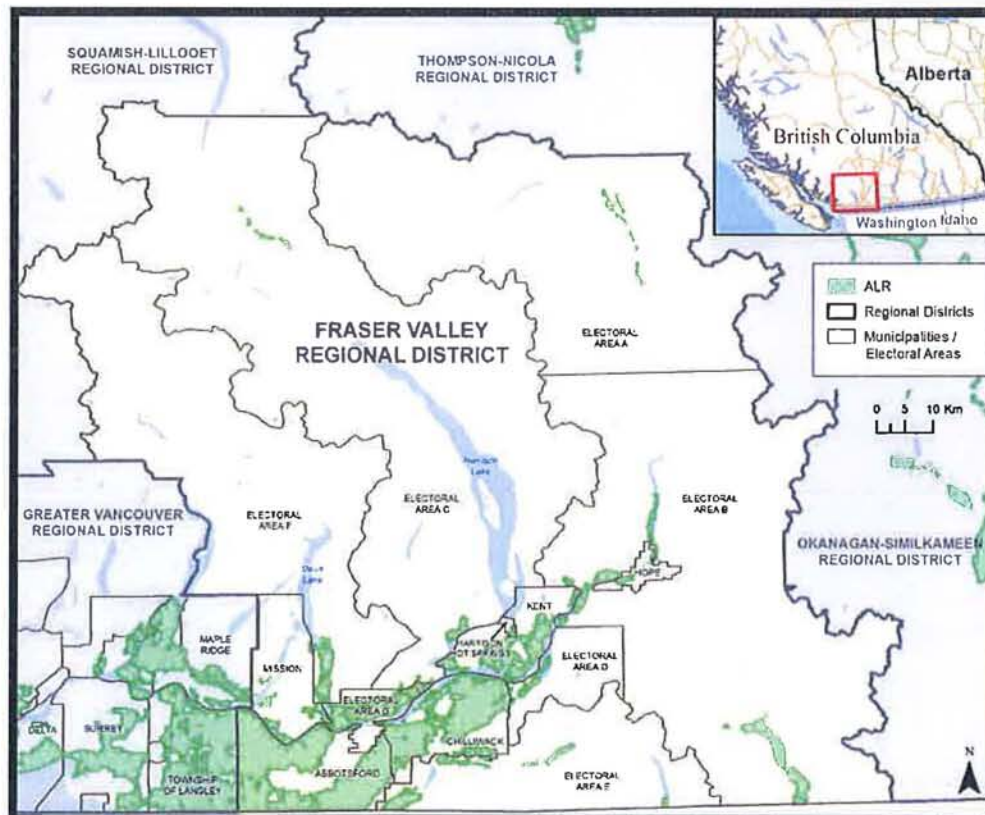 SQUAMISH-LILLOOET
REGIONAL DISTRICT
THOMPSON-NICOLA
REGIONAL DISTRICT
Alberta
British Columbia
Washington
Idaho
ALR
Regional Districts
Municipalities /
Electoral Areas
0 5 10 Km
FRASER VALLEY
REGIONAL DISTRICT
ELECTORAL
AREA A
Harrison
Lake
GREATER VANCOUVER
REGIONAL DISTRICT
ELECTORAL
AREA F
ELECTORAL
AREA C
ELECTORAL
AREA B
OKANAGAN-SIMILKAMEEN
REGIONAL DISTRICT
Lake
HOPE
KENT
MAPLE
RIDGE
HARRISON
HOT SPRINGS
MISSION
ELECTORAL
AREA D
ELECTORAL
AREA G
DELTA
SURREY
CHILLIWACK
TOWNSHIP
OF LANGLEY
ABBOTSFORD
ELECTORAL
AREA E
N